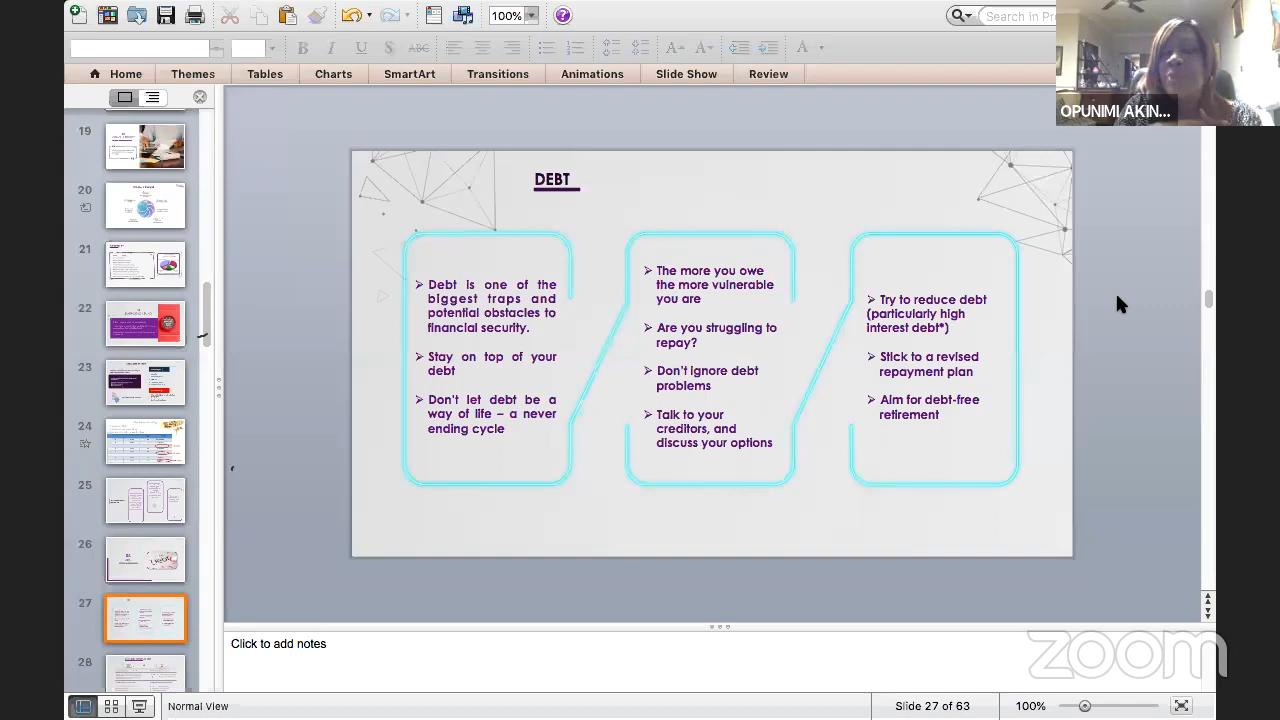 100%
Search in Pr
B I U S ABC
A A
A
Home Themes Tables Charts SmartArt Transitions Animations Slide Show Review
OPUNIMI AKIN...
19
20
21
22
23
24
25
26
27
28
DEBT
➢ Debt is one of the
biggest traps and
potential obstacles to
financial security.
➢ Stay on top of your
debt
➢ Don't let debt be a
way of life – a never
ending cycle
➢ The more you owe
the more vulnerable
you are
➢ Are you struggling to
repay?
➢ Don't ignore debt
problems
➢ Talk to your
creditors, and
discuss your options
➢ Try to reduce debt
(particularly high
interest debt*)
➢ Stick to a revised
repayment plan
➢ Aim for debt-free
retirement
Click to add notes
zoom
Normal View
Slide 27 of 63
100%